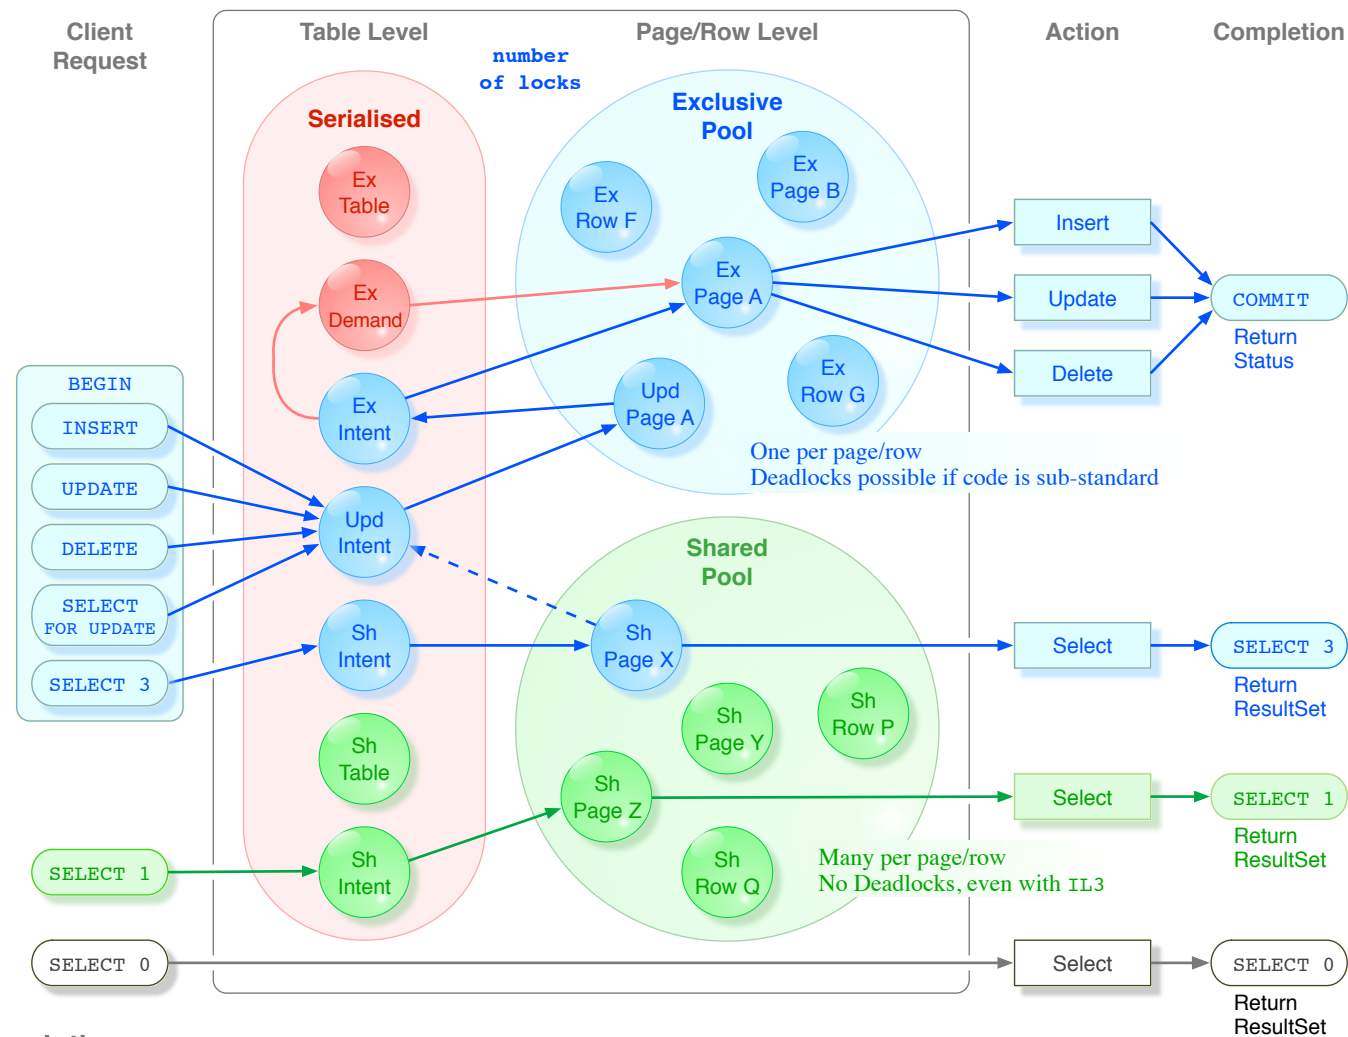 Client
Request
Table Level
Page/Row Level
Action
Completion
number
of locks
Serialised
Ex
Table
Ex
Demand
Ex
Intent
Upd
Intent
Sh
Intent
Sh
Table
Sh
Intent
Exclusive
Pool
Ex
Row F
Ex
Page B
Ex
Page A
Upd
Page A
Ex
Row G
One per page/row
Deadlocks possible if code is sub-standard
Shared
Pool
Sh
Page X
Sh
Page Y
Sh
Row P
Sh
Page Z
Sh
Row Q
Many per page/row
No Deadlocks, even with IL3
BEGIN
INSERT
UPDATE
DELETE
SELECT
FOR UPDATE
SELECT 3
SELECT 1
SELECT 0
Insert
Update
Delete
Select
Select
Select
COMMIT
Return
Status
SELECT 3
Return
ResultSet
SELECT 1
Return
ResultSet
SELECT 0
Return
ResultSet